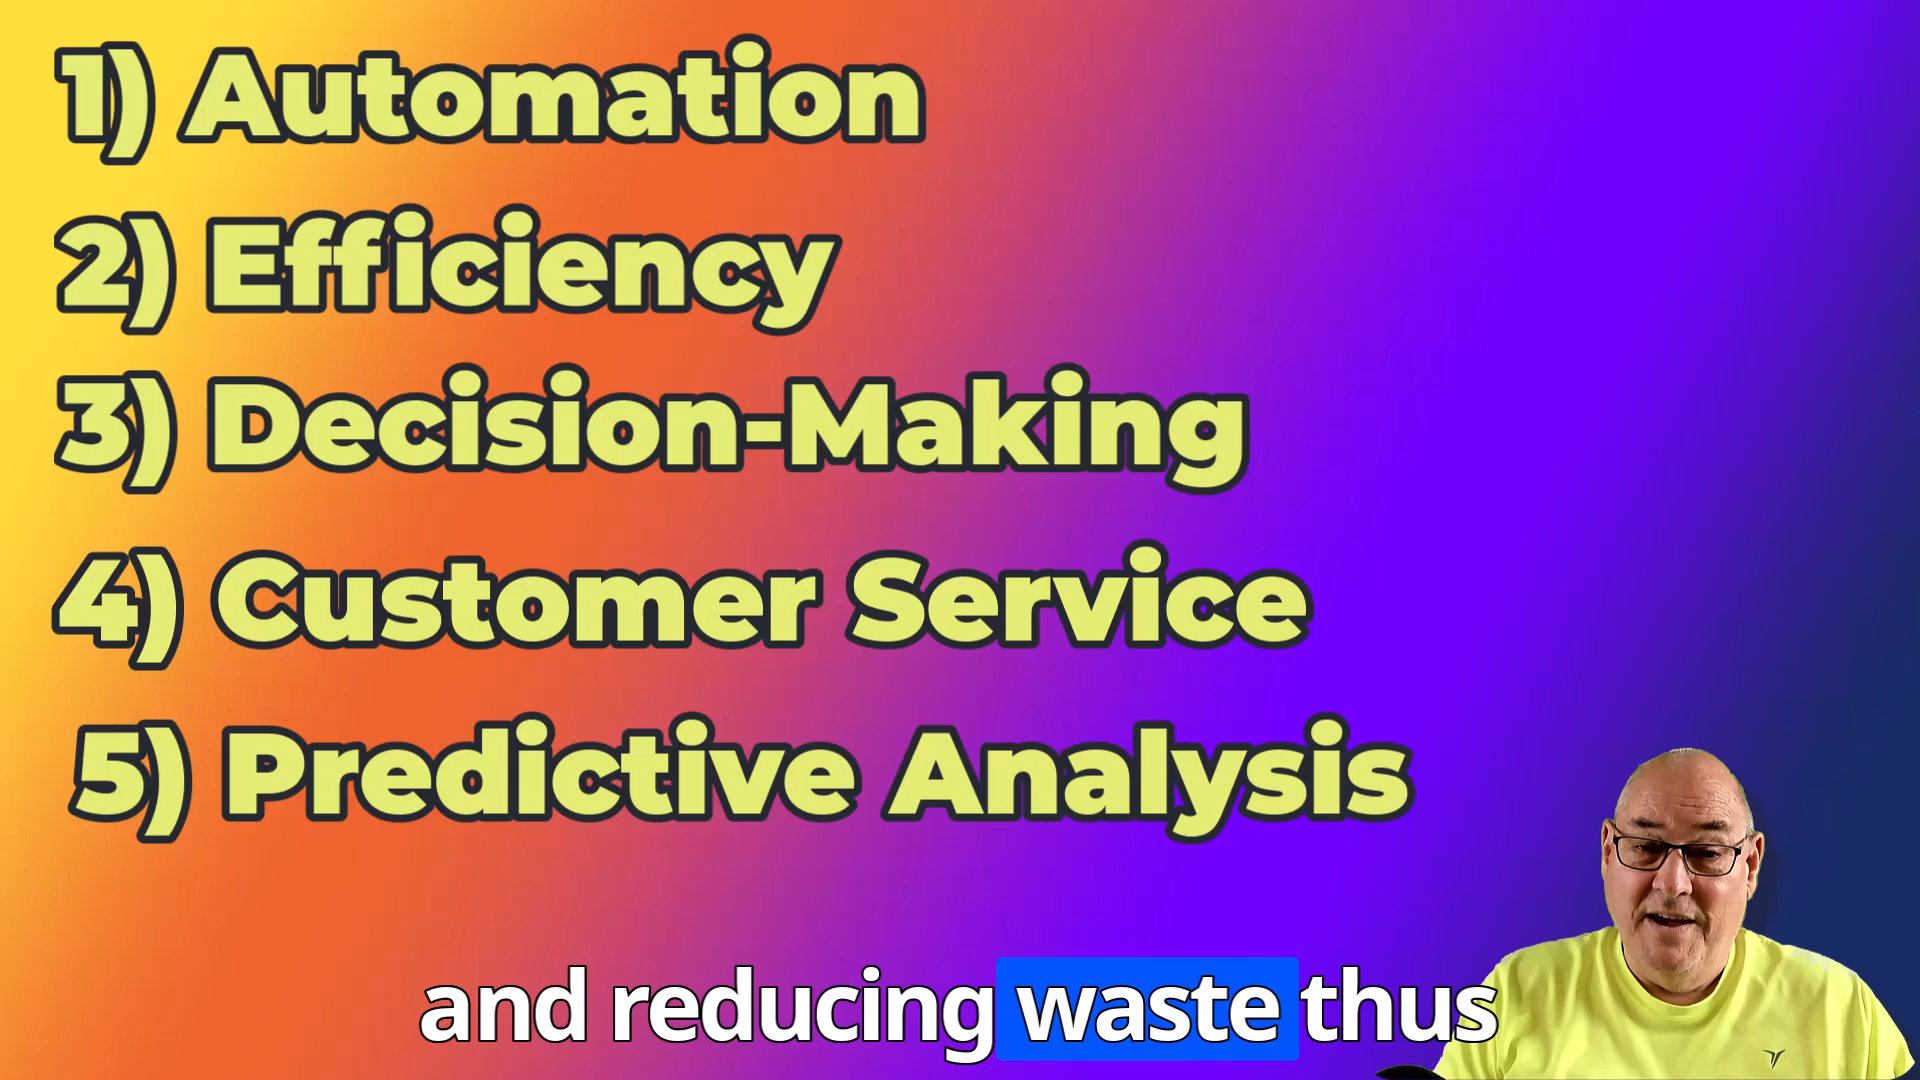 1) Automation
2) Efficiency
3) Decision-Making
4) Customer Service
5) Predictive Analysis
and reducing waste thus